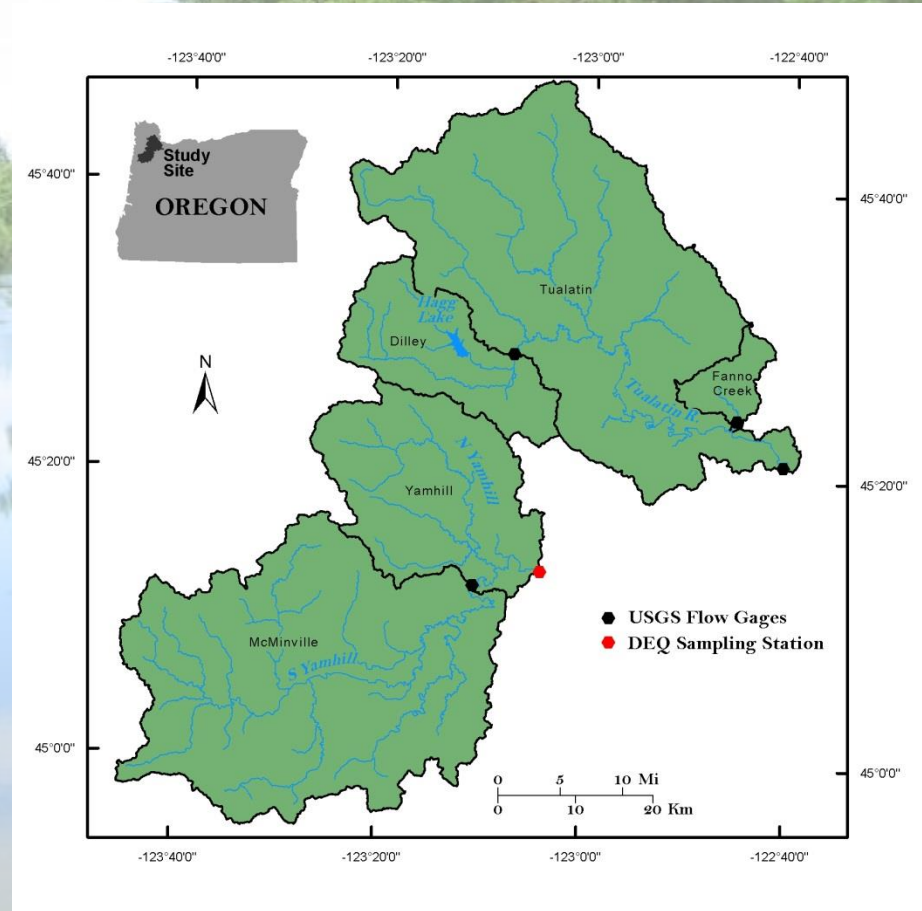 -123°40'0" -123°20'0" -123°0'0" -122°40'0"
45°40'0"
45°40'0"
Study
Site
OREGON
Tualatin
Hagg
Lake
Dilley
N
Fanno
Creek
Tualatin R.
45°20'0"
45°20'0"
N Yamhill
Yamhill
USGS Flow Gages
DEQ Sampling Station
McMinville
S Yamhill
45°0'0"
45°0'0"
0 5 10 Mi
0 10 20 Km
-123°40'0" -123°20'0" -123°0'0" -122°40'0"